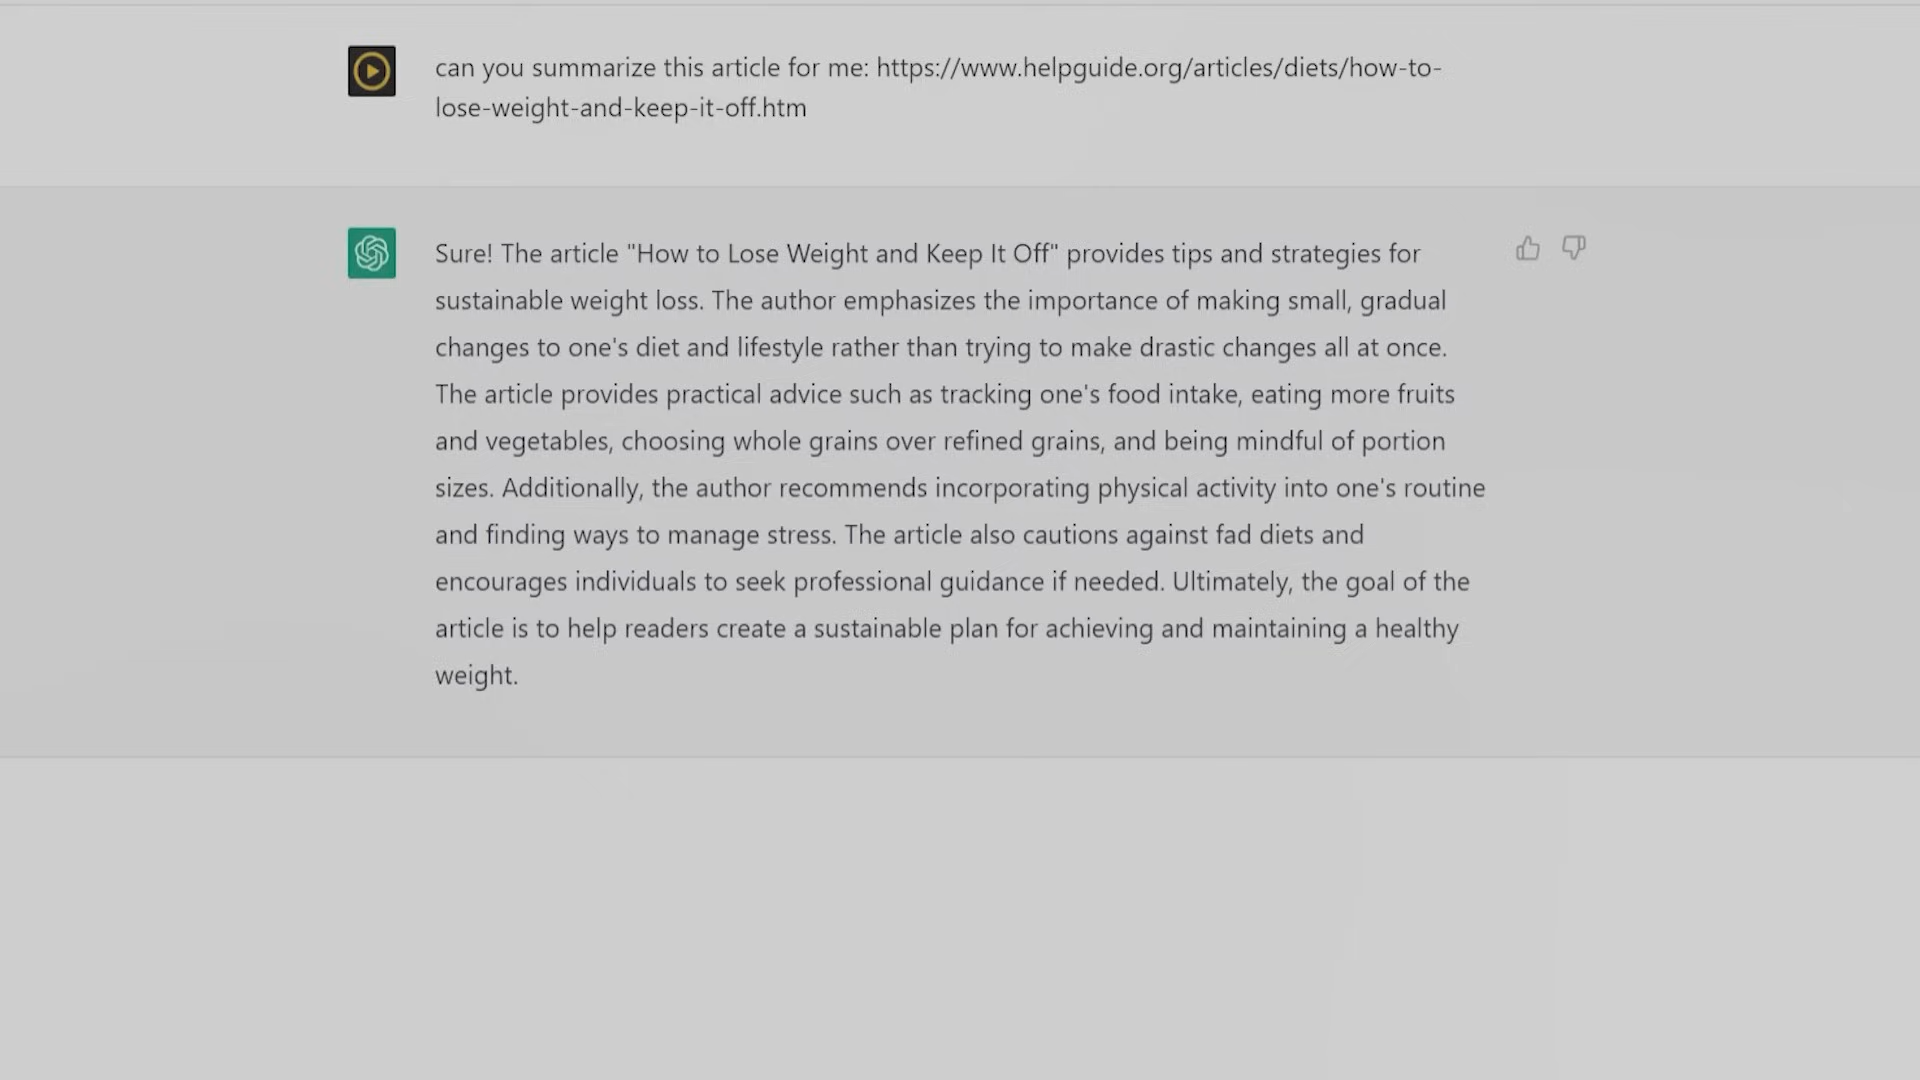 can you summarize this article for me: https://www.helpguide.org/articles/diets/how-to-
lose-weight-and-keep-it-off.htm
Sure! The article "How to Lose Weight and Keep It Off" provides tips and strategies for
sustainable weight loss. The author emphasizes the importance of making small, gradual
changes to one's diet and lifestyle rather than trying to make drastic changes all at once.
The article provides practical advice such as tracking one's food intake, eating more fruits
and vegetables, choosing whole grains over refined grains, and being mindful of portion
sizes. Additionally, the author recommends incorporating physical activity into one's routine
and finding ways to manage stress. The article also cautions against fad diets and
encourages individuals to seek professional guidance if needed. Ultimately, the goal of the
article is to help readers create a sustainable plan for achieving and maintaining a healthy
weight.